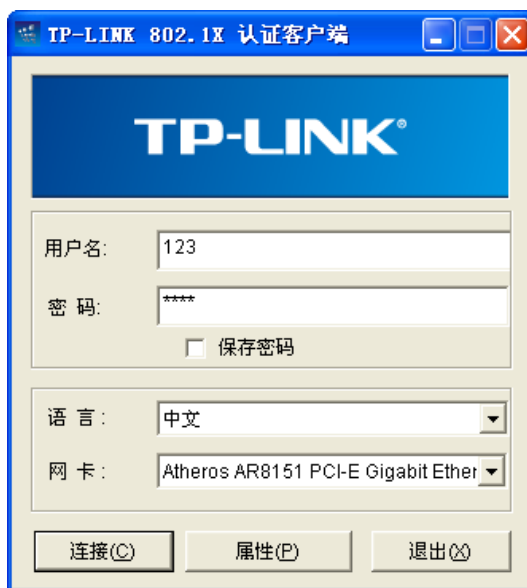 TP-LINK 802.1X 认证客户端
TP-LINK®
用户名: 123
密 码: ****
保存密码
语 言: 中文
网 卡: Atheros AR8151 PCI-E Gigabit Ether
连接(C) 属性(P) 退出(X)